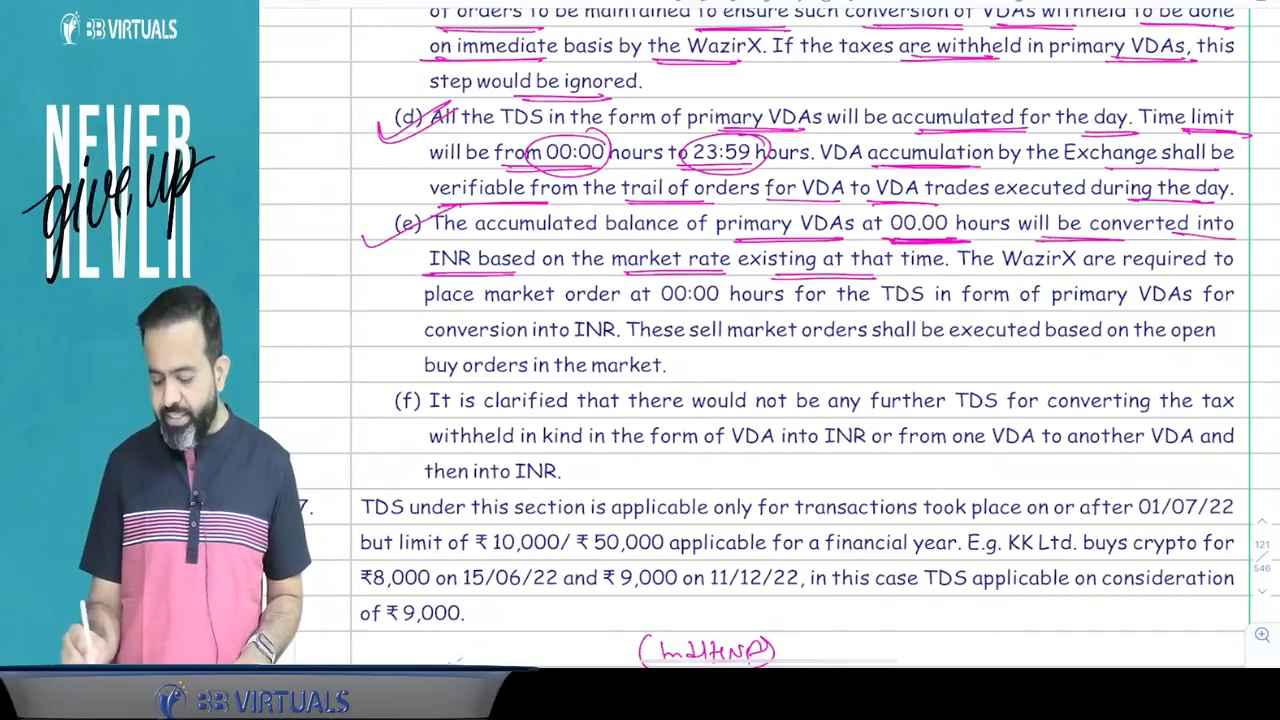 BB VIRTUALS
NEVER
give up
NEVER
of orders to be maintained to ensure such conversion of VDAs withheld to be done
on immediate basis by the WazirX. If the taxes are withheld in primary VDAs, this
step would be ignored.
(d) All the TDS in the form of primary VDAs will be accumulated for the day. Time limit
will be from 00:00 hours to 23:59 hours. VDA accumulation by the Exchange shall be
verifiable from the trail of orders for VDA to VDA trades executed during the day.
(e) The accumulated balance of primary VDAs at 00.00 hours will be converted into
INR based on the market rate existing at that time. The WazirX are required to
place market order at 00:00 hours for the TDS in form of primary VDAs for
conversion into INR. These sell market orders shall be executed based on the open
buy orders in the market.
(f) It is clarified that there would not be any further TDS for converting the tax
withheld in kind in the form of VDA into INR or from one VDA to another VDA and
then into INR.
7. TDS under this section is applicable only for transactions took place on or after 01/07/22
but limit of ₹ 10,000/ ₹ 50,000 applicable for a financial year. E.g. KK Ltd. buys crypto for
₹8,000 on 15/06/22 and ₹ 9,000 on 11/12/22, in this case TDS applicable on consideration
of ₹ 9,000.
121
546
BB VIRTUALS